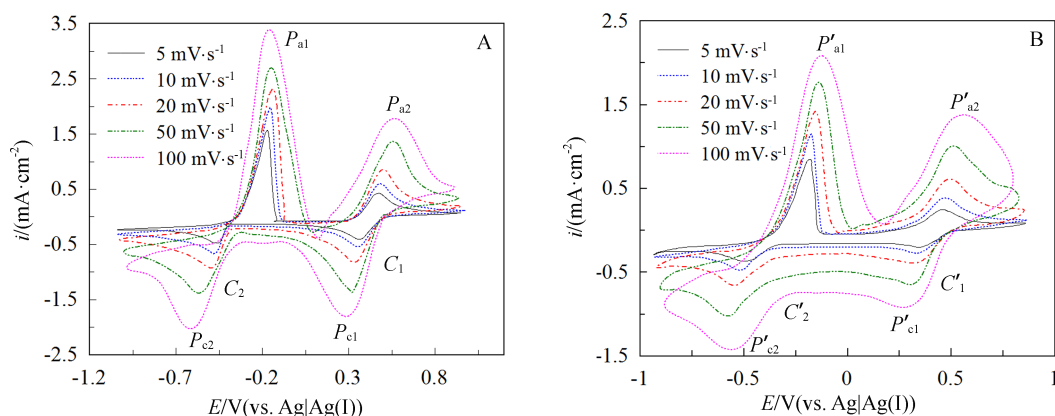 A
3.5
2.5
1.5
0.5
-0.5
-1.5
-2.5
i/(mA·cm⁻²)
5 mV·s⁻¹
10 mV·s⁻¹
20 mV·s⁻¹
50 mV·s⁻¹
100 mV·s⁻¹
Pa1
Pa2
C1
C2
Pc1
Pc2
-1.2 -0.7 -0.2 0.3 0.8
E/V(vs. Ag|Ag(I))
B
2.5
1.5
0.5
-0.5
-1.5
i/(mA·cm⁻²)
5 mV·s⁻¹
10 mV·s⁻¹
20 mV·s⁻¹
50 mV·s⁻¹
100 mV·s⁻¹
P′a1
P′a2
C′1
C′2
P′c1
P′c2
-0.5 0 0.5 1
E/V(vs. Ag|Ag(I))